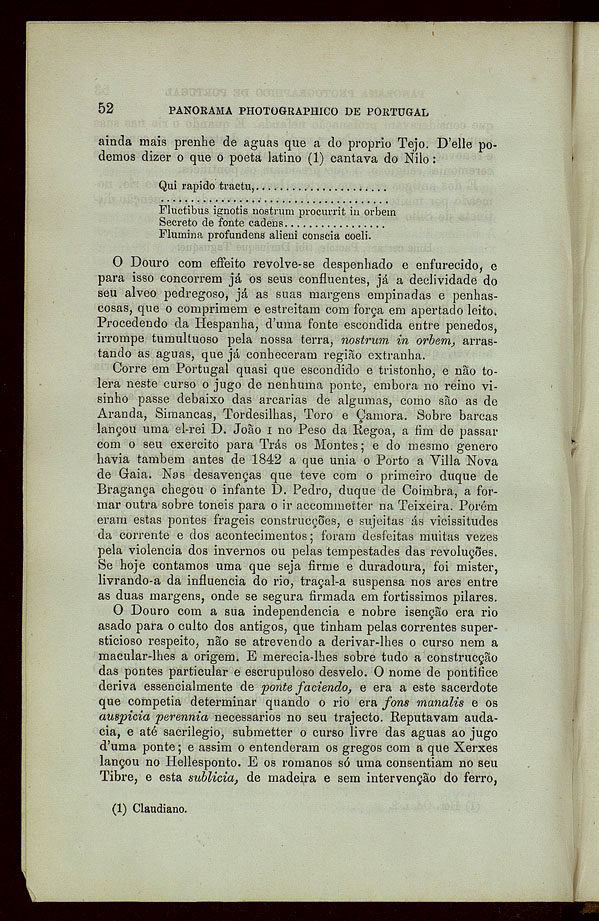 52 PANORAMA PHOTOGRAPHICO DE PORTUGAL
ainda mais prenhe de aguas que a do proprio Tejo. D'elle po-
demos dizer o que o poeta latino (1) cantava do Nilo:
Qui rapido tractu,......................
.......................................
Fluctibus ignotis nostrum procurrit in orbem
Secreto de fonte cadens.................
Flumina profundens alieni conscia coeli.
O Douro com effeito revolve-se despenhado e enfurecido, e
para isso concorrem já os seus confluentes, já a declividade do
seu alveo pedregoso, já as suas margens empinadas e penhas-
cosas, que o comprimem e estreitam com força em apertado leito.
Procedendo da Hespanha, d'uma fonte escondida entre penedos,
irrompe tumultuoso pela nossa terra, nostrum in orbem, arras-
tando as aguas, que já conheceram região extranha.
Corre em Portugal quasi que escondido e tristonho, e não to-
lera neste curso o jugo de nenhuma ponte, embora no reino vi-
sinho passe debaixo das arcarias de algumas, como são as de
Aranda, Simancas, Tordesilhas, Toro e Çamora. Sobre barcas
lançou uma el-rei D. João I no Peso da Regoa, a fim de passar
com o seu exercito para Trás os Montes; e do mesmo genero
havia tambem antes de 1842 a que unia o Porto a Villa Nova
de Gaia. Nas desavenças que teve com o primeiro duque de
Bragança chegou o infante D. Pedro, duque de Coimbra, a for-
mar outra sobre toneis para o ir accommetter na Teixeira. Porém
eram estas pontes frageis construcções, e sujeitas ás vicissitudes
da corrente e dos acontecimentos; foram desfeitas muitas vezes
pela violencia dos invernos ou pelas tempestades das revoluções.
Se hoje contamos uma que seja firme e duradoura, foi mister,
livrando-a da influencia do rio, traçal-a suspensa nos ares entre
as duas margens, onde se segura firmada em fortissimos pilares.
O Douro com a sua independencia e nobre isenção era rio
asado para o culto dos antigos, que tinham pelas correntes super-
sticioso respeito, não se atrevendo a derivar-lhes o curso nem a
macular-lhes a origem. E merecia-lhes sobre tudo a construcção
das pontes particular e escrupuloso desvelo. O nome de pontifice
deriva essencialmente de ponte faciendo, e era a este sacerdote
que competia determinar quando o rio era fons manalis e os
auspicia perennia necessarios no seu trajecto. Reputavam auda-
cia, e até sacrilegio, submetter o curso livre das aguas ao jugo
d'uma ponte; e assim o entenderam os gregos com a que Xerxes
lançou no Hellesponto. E os romanos só uma consentiam no seu
Tibre, e esta sublicia, de madeira e sem intervenção do ferro,
(1) Claudiano.